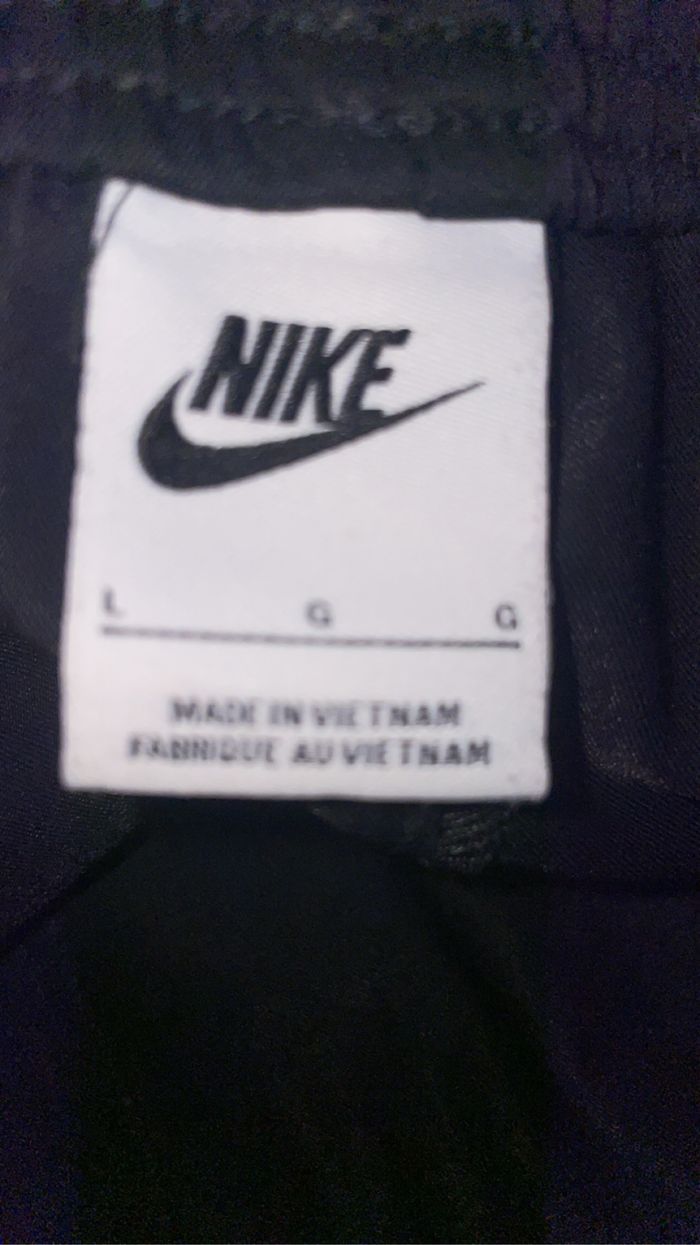 NIKE
L G G
MADE IN VIETNAM
FABRIQUE AU VIETNAM